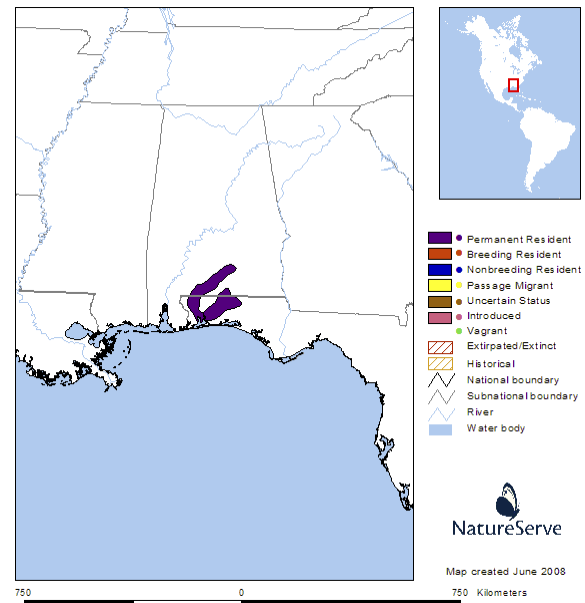 Permanent Resident
Breeding Resident
Nonbreeding Resident
Passage Migrant
Uncertain Status
Introduced
Vagrant
Extirpated/Extinct
Historical
National boundary
Subnational boundary
River
Water body
NatureServe
Map created June 2008
750 0 750 Kilometers